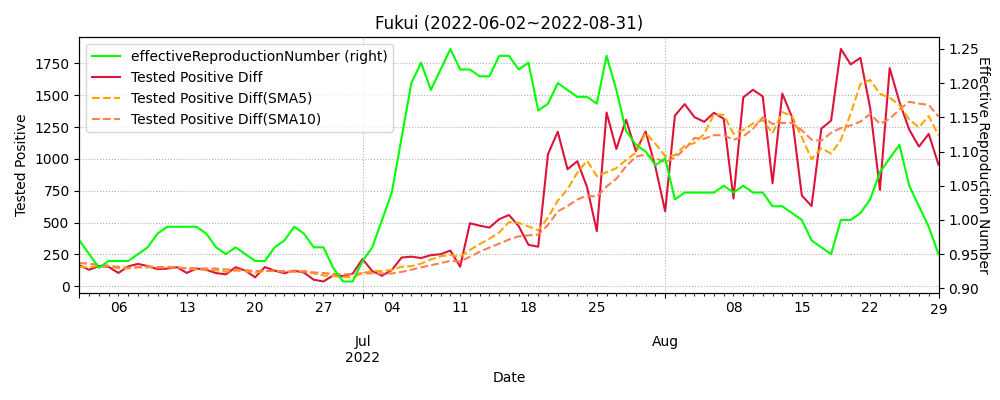 Fukui (2022-06-02~2022-08-31)
effectiveReproductionNumber (right)
Tested Positive Diff
Tested Positive Diff(SMA5)
Tested Positive Diff(SMA10)
Tested Positive
1750
1500
1250
1000
750
500
250
0
Effective Reproduction Number
1.25
1.20
1.15
1.10
1.05
1.00
0.95
0.90
06 13 20 27 04 11 18 25 08 15 22 29
Jul Aug
2022
Date